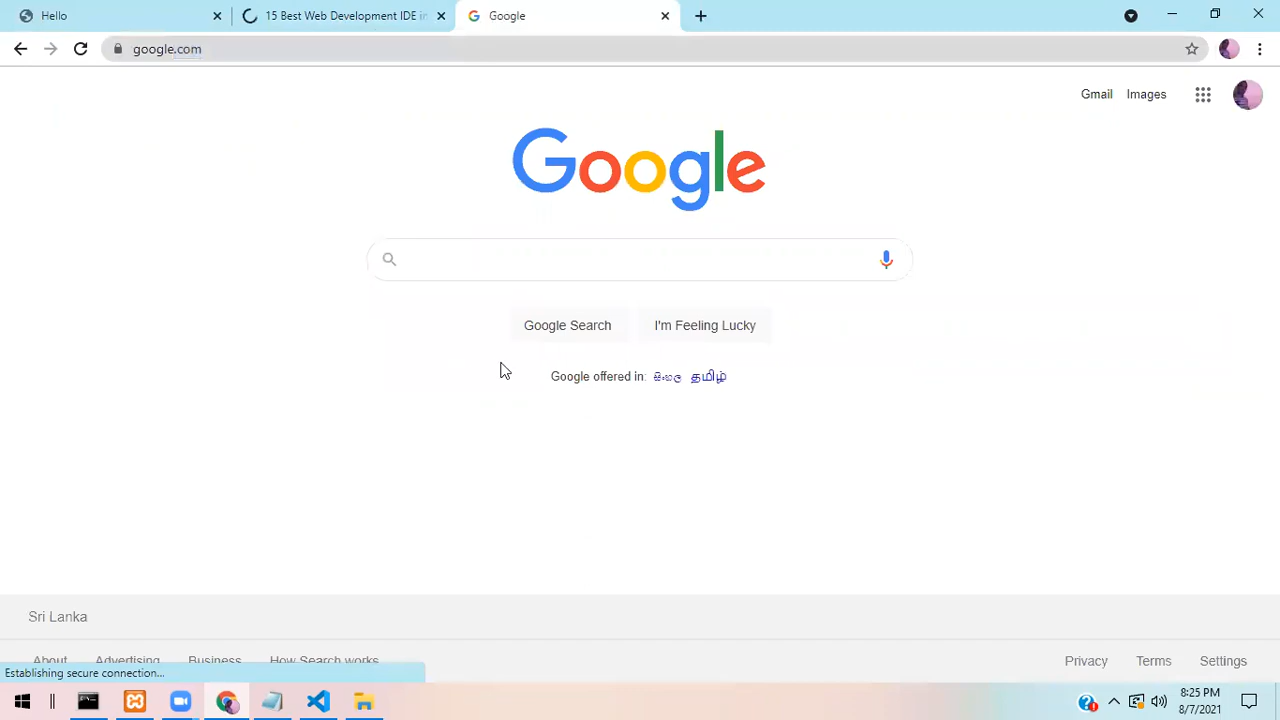 Hello
15 Best Web Development IDE in
Google
google.com
Gmail
Images
Google
Google Search
I'm Feeling Lucky
Google offered in: සිංහල தமிழ்
Sri Lanka
About
Advertising
Business
How Search works
Privacy
Terms
Settings
Establishing secure connection...
8:25 PM
8/7/2021